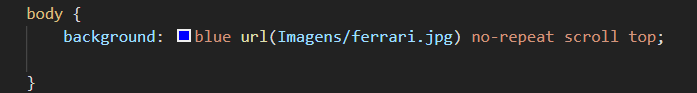 body {
background: blue url(Imagens/ferrari.jpg) no-repeat scroll top;
}